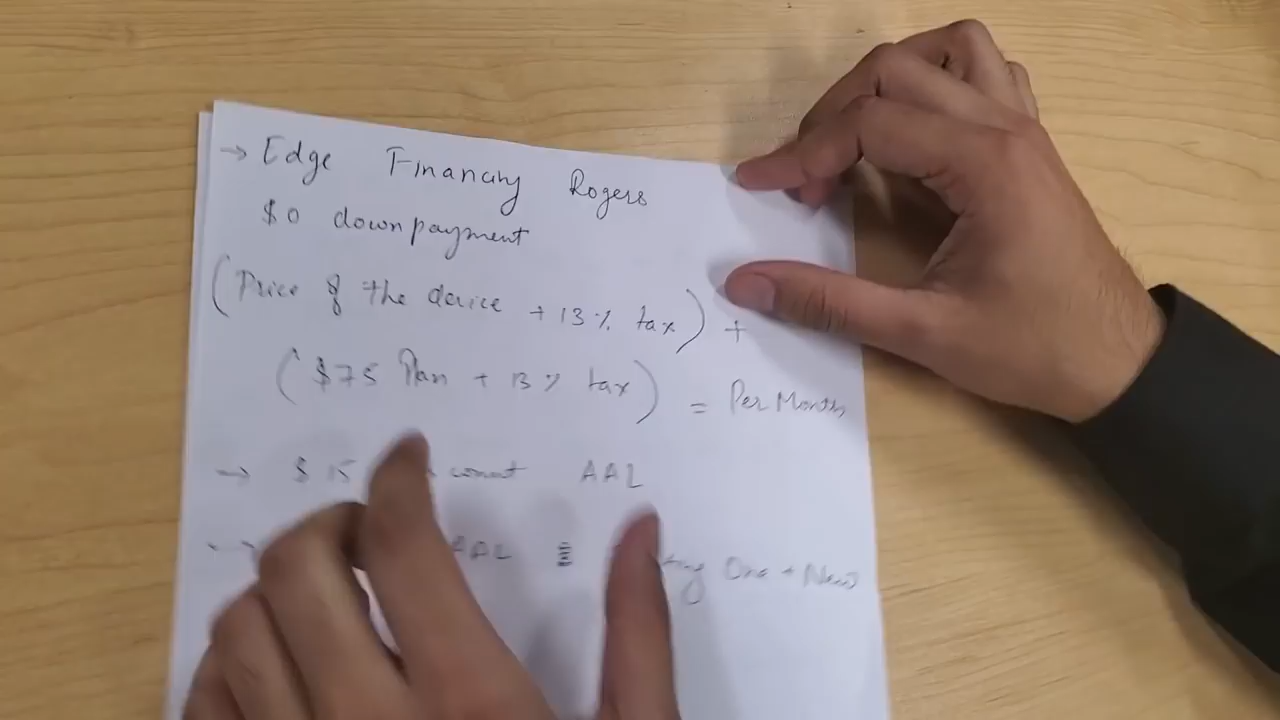 → Edge Financing Rogers
$0 downpayment
(Price of the device + 13% tax) +
($75 Plan + 13% tax) = Per Month
→ $15 AAL
AAL One + New